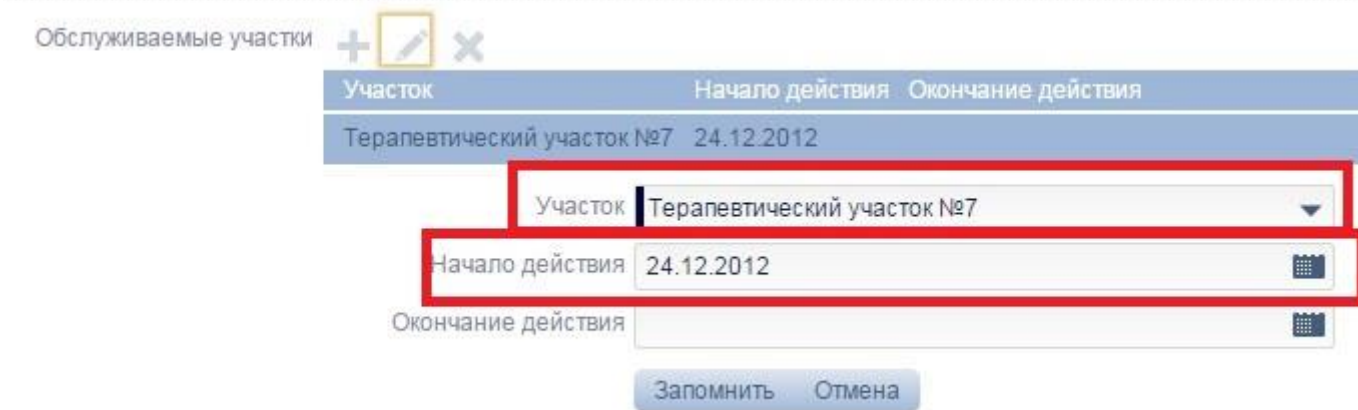 Обслуживаемые участки
Участок Начало действия Окончание действия
Терапевтический участок №7 24.12.2012
Участок Терапевтический участок №7
Начало действия 24.12.2012
Окончание действия
Запомнить Отмена